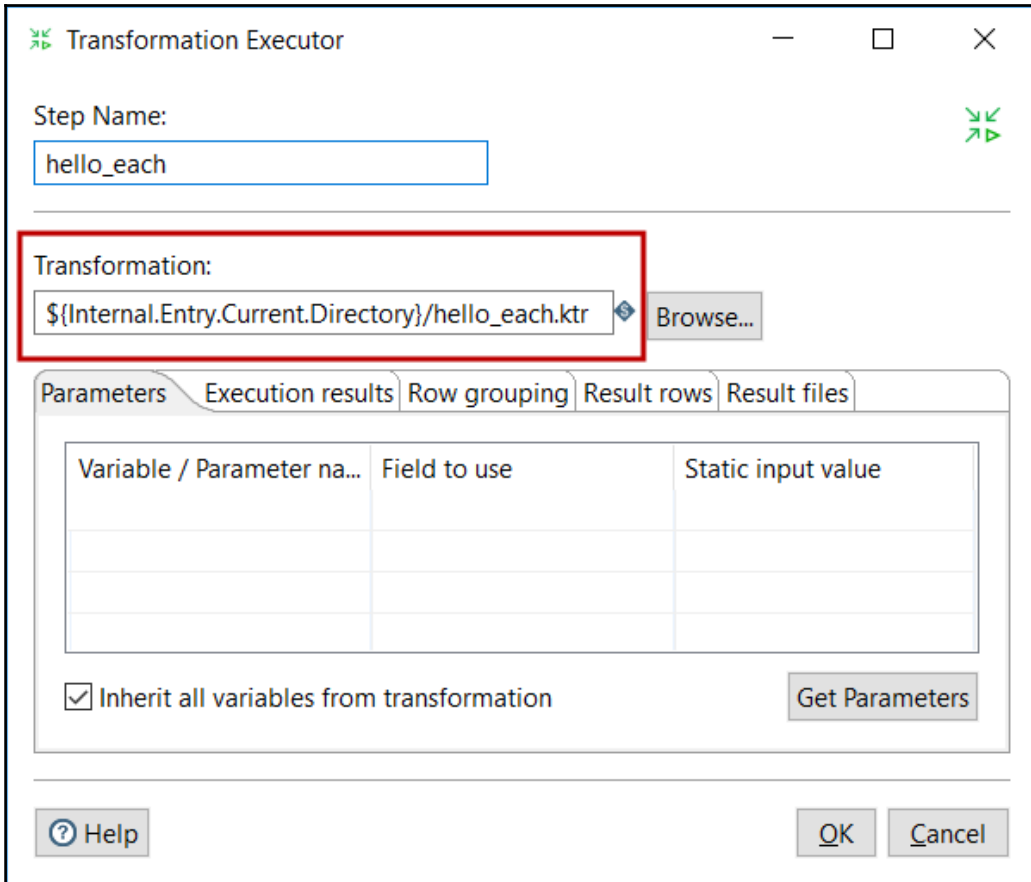 Transformation Executor
Step Name:
hello_each
Transformation:
${Internal.Entry.Current.Directory}/hello_each.ktr
Browse...
Parameters Execution results Row grouping Result rows Result files
Variable / Parameter na... Field to use Static input value
Inherit all variables from transformation Get Parameters
Help OK Cancel